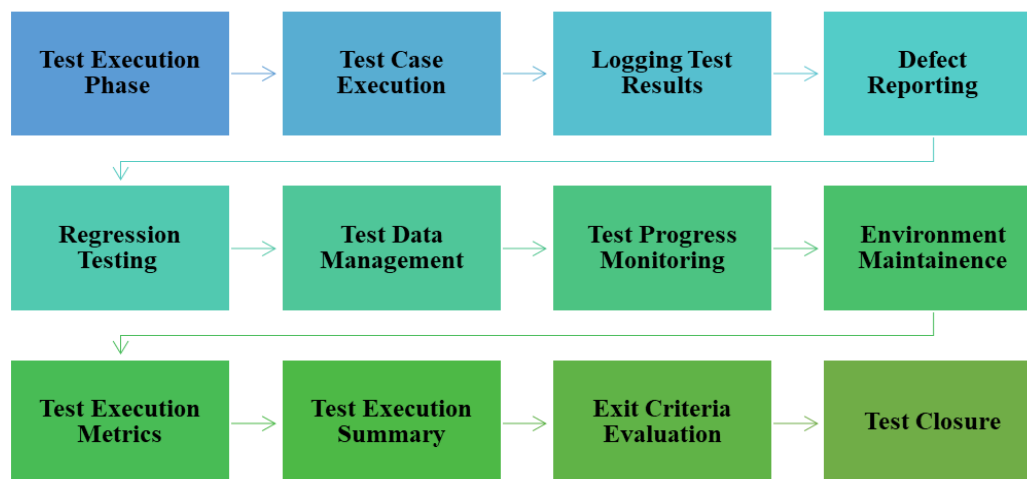 Test Execution
Phase
Test Case
Execution
Logging Test
Results
Defect
Reporting
Regression
Testing
Test Data
Management
Test Progress
Monitoring
Environment
Maintainence
Test Execution
Metrics
Test Execution
Summary
Exit Criteria
Evaluation
Test Closure